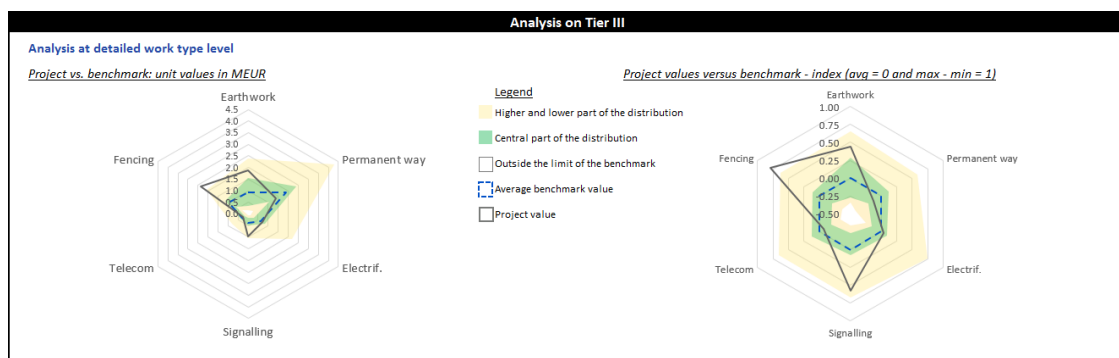 Analysis on Tier III
Analysis at detailed work type level
Project vs. benchmark: unit values in MEUR
Earthwork
4.5
4.0
3.5
3.0
2.5
2.0
1.5
1.0
0.5
0.0
Permanent way
Electrif.
Signalling
Telecom
Fencing
Legend
Higher and lower part of the distribution
Central part of the distribution
Outside the limit of the benchmark
Average benchmark value
Project value
Project values versus benchmark - index (avg = 0 and max - min = 1)
Earthwork
1.00
0.75
0.50
0.25
0.00
-0.25
-0.50
Permanent way
Electrif.
Signalling
Telecom
Fencing